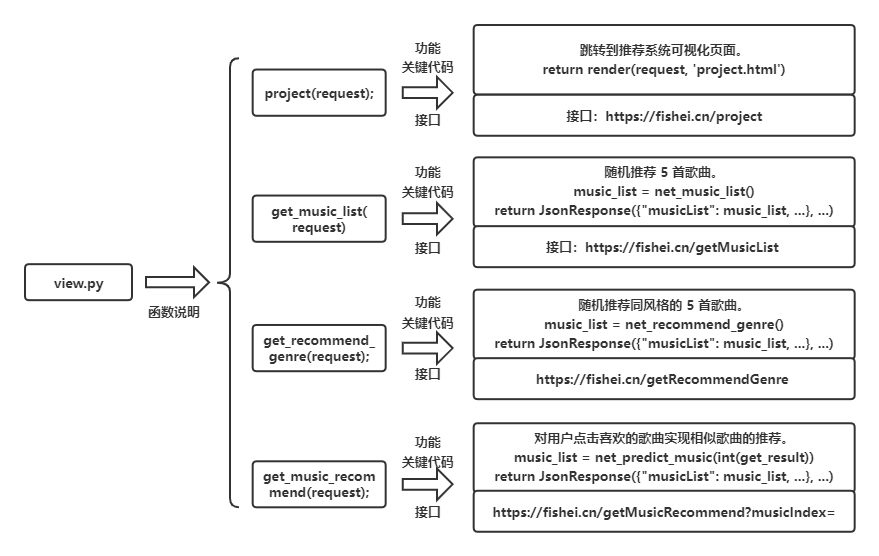 view.py
函数说明
project(request);
功能
关键代码
接口
跳转到推荐系统可视化页面。
return render(request, 'project.html')
接口：https://fishei.cn/project
get_music_list(
request)
功能
关键代码
接口
随机推荐 5 首歌曲。
music_list = net_music_list()
return JsonResponse({"musicList": music_list, ...}, ...)
接口：https://fishei.cn/getMusicList
get_recommend_
genre(request);
功能
关键代码
接口
随机推荐同风格的 5 首歌曲。
music_list = net_recommend_genre()
return JsonResponse({"musicList": music_list, ...}, ...)
https://fishei.cn/getRecommendGenre
get_music_recom
mend(request);
功能
关键代码
接口
对用户点击喜欢的歌曲实现相似歌曲的推荐。
music_list = net_predict_music(int(get_result))
return JsonResponse({"musicList": music_list, ...}, ...)
https://fishei.cn/getMusicRecommend?musicIndex=